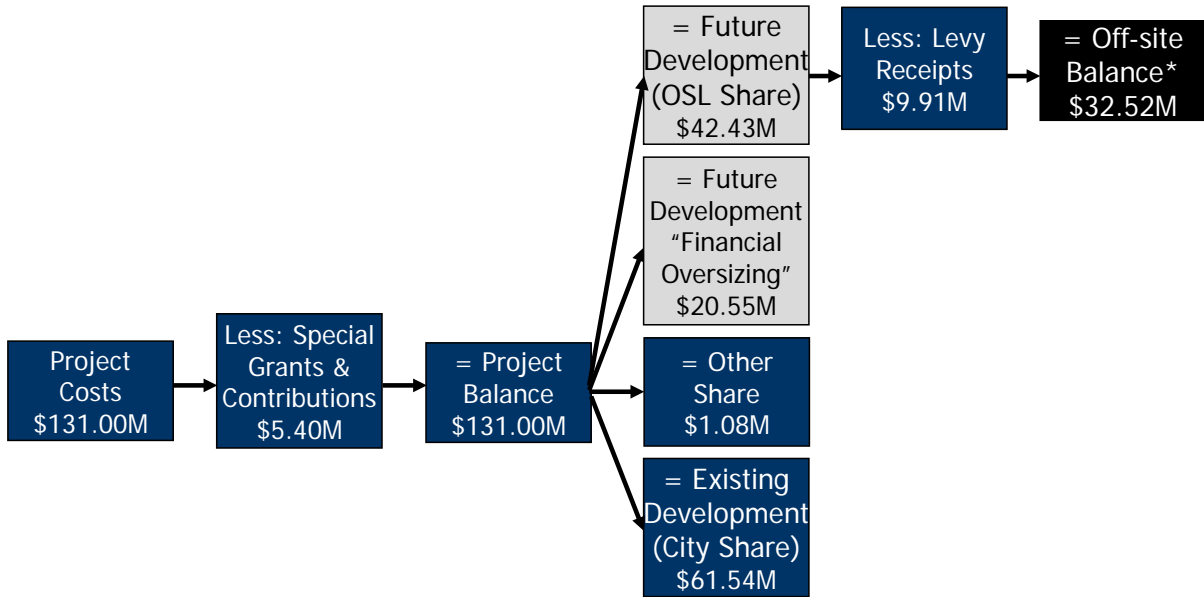 Project
Costs
$131.00M
Less: Special
Grants &
Contributions
$5.40M
= Project
Balance
$131.00M
= Future
Development
(OSL Share)
$42.43M
Less: Levy
Receipts
$9.91M
= Off-site
Balance*
$32.52M
= Future
Development
“Financial
Oversizing”
$20.55M
= Other
Share
$1.08M
= Existing
Development
(City Share)
$61.54M